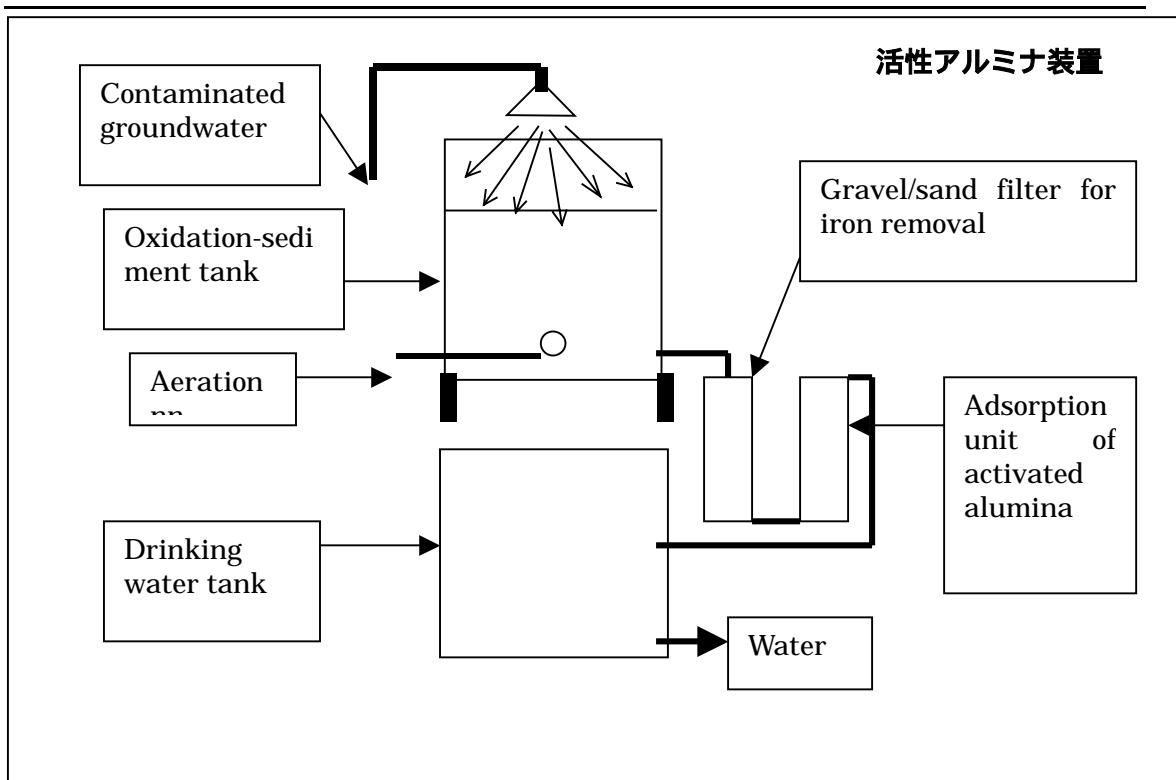 活性アルミナ装置
Contaminated
groundwater
Gravel/sand filter for
iron removal
Oxidation-sedi
ment tank
Aeration
Adsorption
unit of
activated
alumina
Drinking
water tank
Water